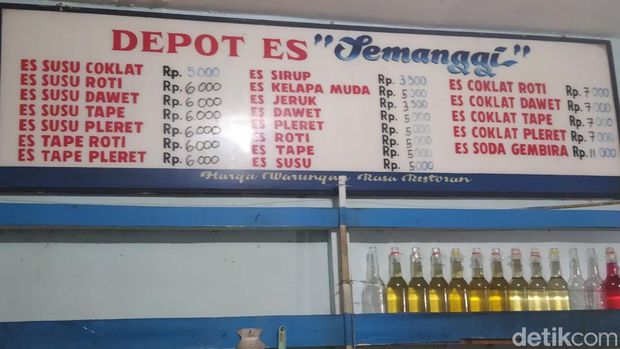 DEPOT ES "Semanggi"
ES SUSU COKLAT Rp. 5.000
ES SUSU ROTI Rp. 6.000
ES SUSU DAWET Rp. 6.000
ES SUSU TAPE Rp. 6.000
ES SUSU PLERET Rp. 6.000
ES TAPE ROTI Rp. 6.000
ES TAPE PLERET Rp. 6.000
ES SIRUP Rp. 3.500
ES KELAPA MUDA Rp. 5.000
ES JERUK Rp. 3.500
ES DAWET Rp. 5.000
ES PLERET Rp. 5.000
ES ROTI Rp. 5.000
ES TAPE Rp. 5.000
ES SUSU Rp. 5.000
ES COKLAT ROTI Rp. 7.000
ES COKLAT DAWET Rp. 7.000
ES COKLAT TAPE Rp. 7.000
ES COKLAT PLERET Rp. 7.000
ES SODA GEMBIRA Rp. 11.000
Harga Warungan Rasa Restoran
detikcom